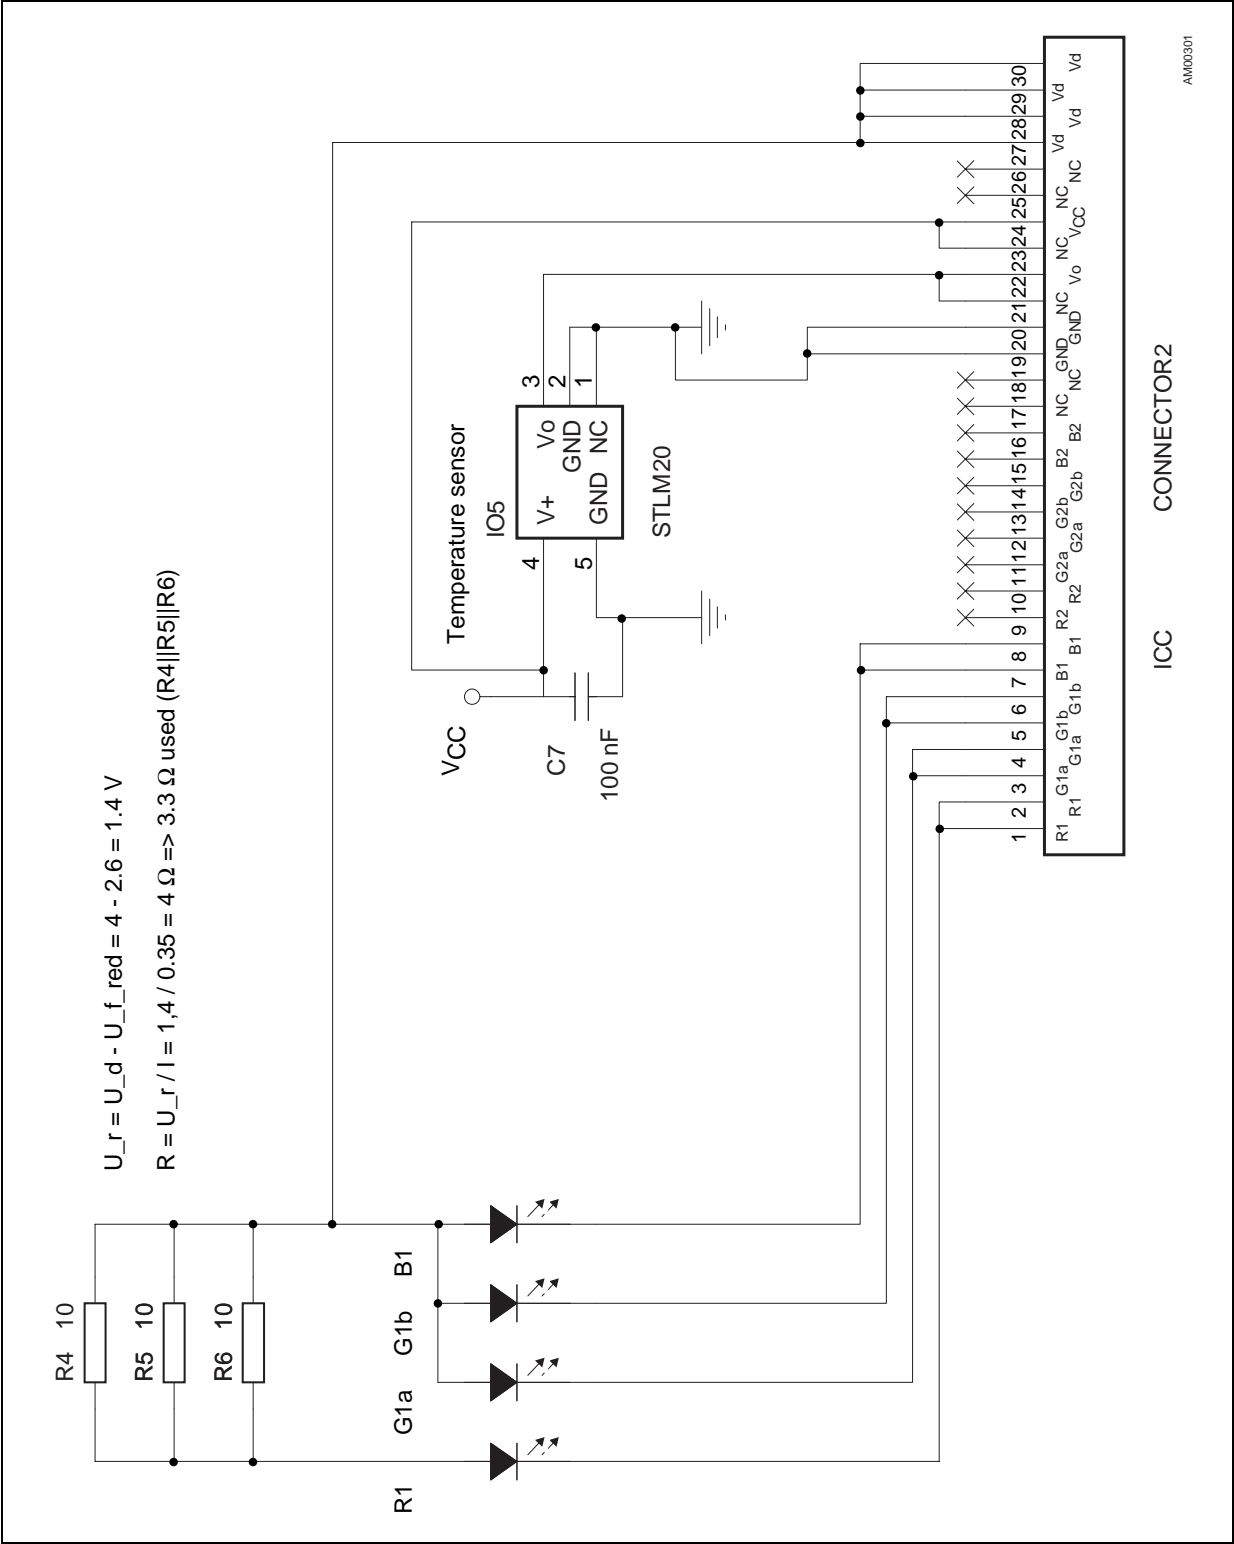 R4 10
R5 10
R6 10
U_r = U_d - U_f_red = 4 - 2.6 = 1.4 V
R = U_r / I = 1,4 / 0.35 = 4 Ω => 3.3 Ω used (R4||R5||R6)
R1
G1a
G1b
B1
VCC
Temperature sensor
IO5
4
V+
Vo
3
GND
2
5
GND
NC
1
C7
100 nF
STLM20
1 2 3 4 5 6 7 8 9 10 11 12 13 14 15 16 17 18 19 20 21 22 23 24 25 26 27 28 29 30
R1 R1 G1a G1a G1b G1b B1 B1 R2 R2 G2a G2a G2b G2b B2 B2 NC NC GND GND NC Vo NC VCC NC NC Vd Vd Vd Vd
ICC CONNECTOR2
AM00301